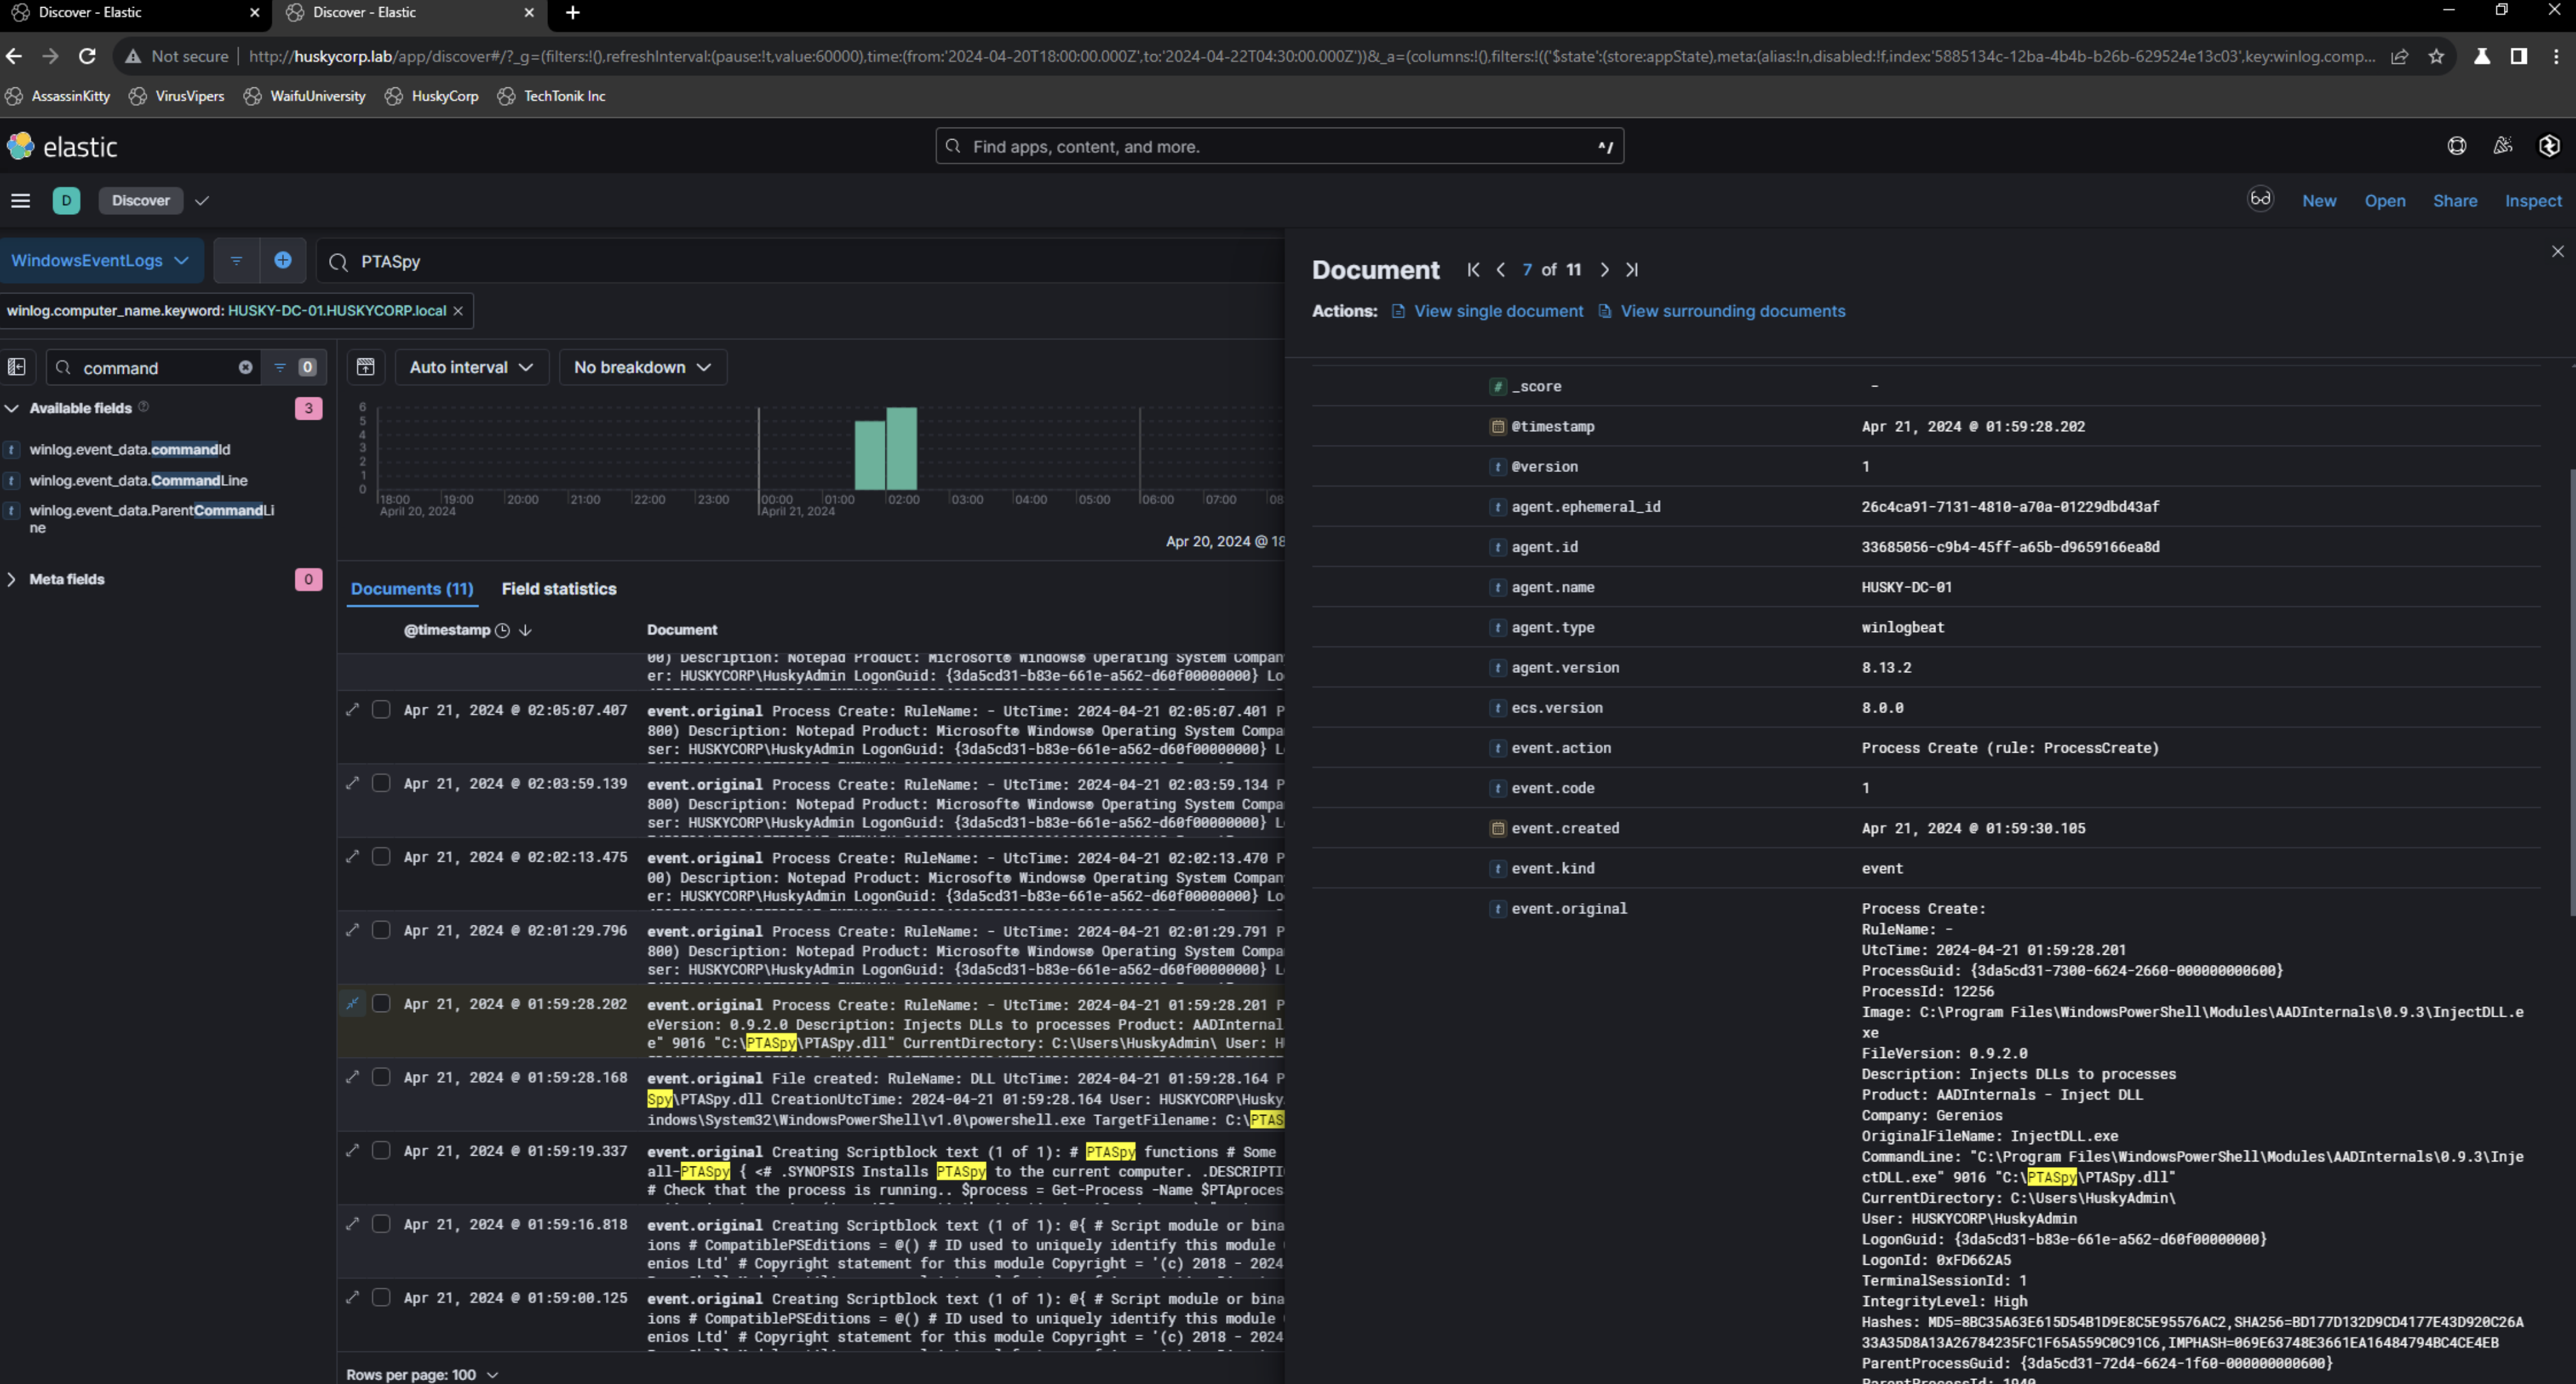 Discover - Elastic
Discover - Elastic
Not secure
http://huskycorp.lab/app/discover#/?_g=(filters:!(),refreshInterval:(pause:!t,value:60000),time:(from:'2024-04-20T18:00:00.000Z',to:'2024-04-22T04:30:00.000Z'))&_a=(columns:!(),filters:!(('$state':(store:appState),meta:(alias:!n,disabled:!f,index:'5885134c-12ba-4b4b-b26b-629524e13c03',key:winlog.comp...
AssassinKitty
VirusVipers
WaifuUniversity
HuskyCorp
TechTonik Inc
elastic
Find apps, content, and more.
^/
D
Discover
New
Open
Share
Inspect
WindowsEventLogs
PTASpy
winlog.computer_name.keyword: HUSKY-DC-01.HUSKYCORP.local
command
0
Available fields
3
winlog.event_data.commandId
winlog.event_data.CommandLine
winlog.event_data.ParentCommandLi
ne
Meta fields
0
Auto interval
No breakdown
6
5
4
3
2
1
0
18:00 19:00 20:00 21:00 22:00 23:00 00:00 01:00 02:00 03:00 04:00 05:00 06:00 07:00 08
April 20, 2024
April 21, 2024
Apr 20, 2024 @ 18
Documents (11)
Field statistics
@timestamp
Document
00) Description: Notepad Product: Microsoft® Windows® Operating System Compan
er: HUSKYCORP\HuskyAdmin LogonGuid: {3da5cd31-b83e-661e-a562-d60f00000000} Lo
Apr 21, 2024 @ 02:05:07.407
event.original Process Create: RuleName: - UtcTime: 2024-04-21 02:05:07.401 P
800) Description: Notepad Product: Microsoft® Windows® Operating System Compa
ser: HUSKYCORP\HuskyAdmin LogonGuid: {3da5cd31-b83e-661e-a562-d60f00000000} L
Apr 21, 2024 @ 02:03:59.139
event.original Process Create: RuleName: - UtcTime: 2024-04-21 02:03:59.134 P
800) Description: Notepad Product: Microsoft® Windows® Operating System Compa
ser: HUSKYCORP\HuskyAdmin LogonGuid: {3da5cd31-b83e-661e-a562-d60f00000000} L
Apr 21, 2024 @ 02:02:13.475
event.original Process Create: RuleName: - UtcTime: 2024-04-21 02:02:13.470 P
00) Description: Notepad Product: Microsoft® Windows® Operating System Compan
er: HUSKYCORP\HuskyAdmin LogonGuid: {3da5cd31-b83e-661e-a562-d60f00000000} Lo
Apr 21, 2024 @ 02:01:29.796
event.original Process Create: RuleName: - UtcTime: 2024-04-21 02:01:29.791 P
800) Description: Notepad Product: Microsoft® Windows® Operating System Compa
ser: HUSKYCORP\HuskyAdmin LogonGuid: {3da5cd31-b83e-661e-a562-d60f00000000} L
Apr 21, 2024 @ 01:59:28.202
event.original Process Create: RuleName: - UtcTime: 2024-04-21 01:59:28.201 P
eVersion: 0.9.2.0 Description: Injects DLLs to processes Product: AADInternal
e" 9016 "C:\PTASpy\PTASpy.dll" CurrentDirectory: C:\Users\HuskyAdmin\ User: H
Apr 21, 2024 @ 01:59:28.168
event.original File created: RuleName: DLL UtcTime: 2024-04-21 01:59:28.164 P
Spy\PTASpy.dll CreationUtcTime: 2024-04-21 01:59:28.164 User: HUSKYCORP\Husky
indows\System32\WindowsPowerShell\v1.0\powershell.exe TargetFilename: C:\PTAS
Apr 21, 2024 @ 01:59:19.337
event.original Creating Scriptblock text (1 of 1): # PTASpy functions # Some
all-PTASpy { <# .SYNOPSIS Installs PTASpy to the current computer. .DESCRIPTI
# Check that the process is running.. $process = Get-Process -Name $PTAproces
Apr 21, 2024 @ 01:59:16.818
event.original Creating Scriptblock text (1 of 1): @{ # Script module or bina
ions # CompatiblePSEditions = @() # ID used to uniquely identify this module
enios Ltd' # Copyright statement for this module Copyright = '(c) 2018 - 2024
Apr 21, 2024 @ 01:59:00.125
event.original Creating Scriptblock text (1 of 1): @{ # Script module or bina
ions # CompatiblePSEditions = @() # ID used to uniquely identify this module
enios Ltd' # Copyright statement for this module Copyright = '(c) 2018 - 2024
Rows per page: 100
Document
7 of 11
Actions: View single document View surrounding documents
_score -
@timestamp Apr 21, 2024 @ 01:59:28.202
@version 1
agent.ephemeral_id 26c4ca91-7131-4810-a70a-01229dbd43af
agent.id 33685056-c9b4-45ff-a65b-d9659166ea8d
agent.name HUSKY-DC-01
agent.type winlogbeat
agent.version 8.13.2
ecs.version 8.0.0
event.action Process Create (rule: ProcessCreate)
event.code 1
event.created Apr 21, 2024 @ 01:59:30.105
event.kind event
event.original Process Create:
RuleName: -
UtcTime: 2024-04-21 01:59:28.201
ProcessGuid: {3da5cd31-7300-6624-2660-000000000600}
ProcessId: 12256
Image: C:\Program Files\WindowsPowerShell\Modules\AADInternals\0.9.3\InjectDLL.e
xe
FileVersion: 0.9.2.0
Description: Injects DLLs to processes
Product: AADInternals - Inject DLL
Company: Gerenios
OriginalFileName: InjectDLL.exe
CommandLine: "C:\Program Files\WindowsPowerShell\Modules\AADInternals\0.9.3\Inje
ctDLL.exe" 9016 "C:\PTASpy\PTASpy.dll"
CurrentDirectory: C:\Users\HuskyAdmin\
User: HUSKYCORP\HuskyAdmin
LogonGuid: {3da5cd31-b83e-661e-a562-d60f00000000}
LogonId: 0xFD662A5
TerminalSessionId: 1
IntegrityLevel: High
Hashes: MD5=8BC35A63E615D54B1D9E8C5E95576AC2,SHA256=BD177D132D9CD4177E43D920C26A
33A35D8A13A26784235FC1F65A559C0C91C6,IMPHASH=069E63748E3661EA16484794BC4CE4EB
ParentProcessGuid: {3da5cd31-72d4-6624-1f60-000000000600}
ParentProcessId: 1940